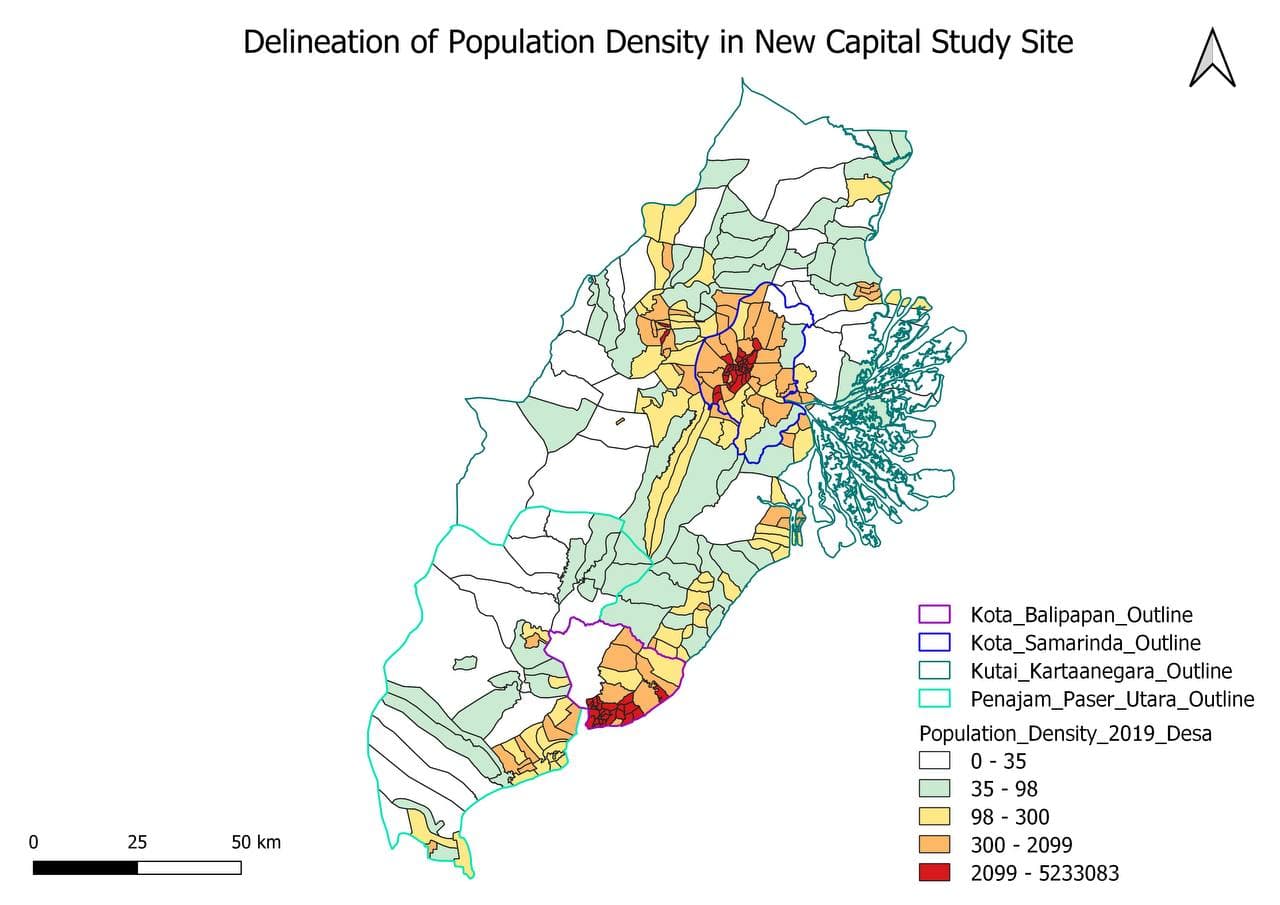 Delineation of Population Density in New Capital Study Site
Kota_Balipapan_Outline
Kota_Samarinda_Outline
Kutai_Kartaanegara_Outline
Penajam_Paser_Utara_Outline
Population_Density_2019_Desa
0 - 35
35 - 98
98 - 300
300 - 2099
2099 - 5233083
0 25 50 km